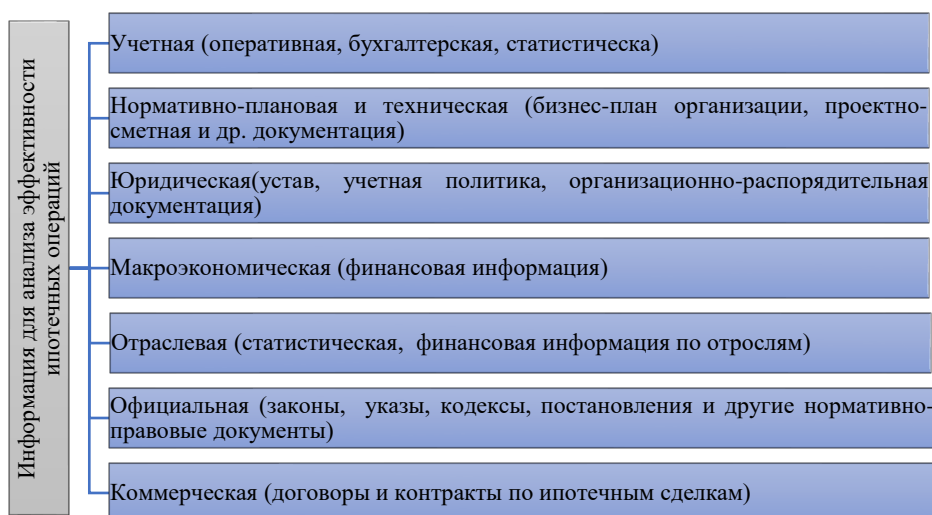 Информация для анализа эффективности
ипотечных операций
Учетная (оперативная, бухгалтерская, статистическа)
Нормативно-плановая и техническая (бизнес-план организации, проектно-
сметная и др. документация)
Юридическая(устав, учетная политика, организационно-распорядительная
документация)
Макроэкономическая (финансовая информация)
Отраслевая (статистическая, финансовая информация по отрослям)
Официальная (законы, указы, кодексы, постановления и другие нормативно-
правовые документы)
Коммерческая (договоры и контракты по ипотечным сделкам)